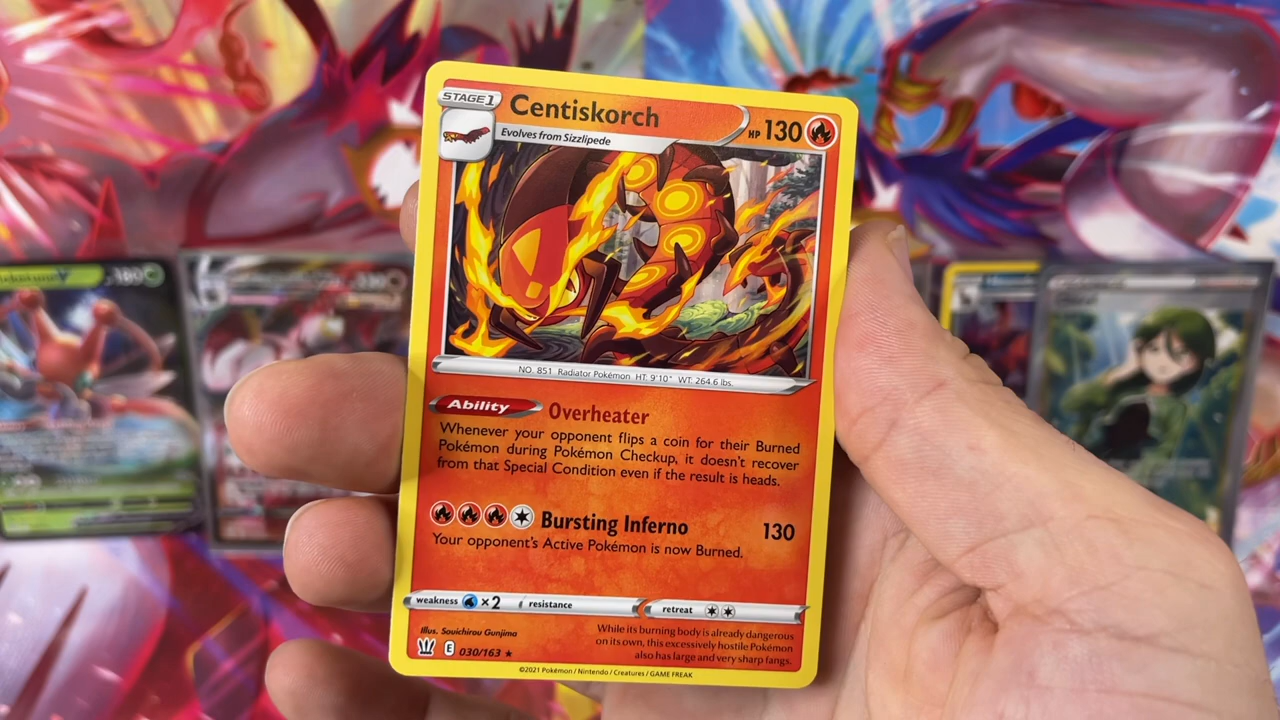 STAGE 1
Centiskorch
HP 130
Evolves from Sizzlipede
NO. 851 Radiator Pokémon HT: 9'10" WT: 264.6 lbs.
Ability Overheater
Whenever your opponent flips a coin for their Burned
Pokémon during Pokémon Checkup, it doesn't recover
from that Special Condition even if the result is heads.
Bursting Inferno 130
Your opponent's Active Pokémon is now Burned.
weakness ×2 resistance retreat
Illus. Souichirou Gunjima
E 030/163 ★
While its burning body is already dangerous
on its own, this excessively hostile Pokémon
also has large and very sharp fangs.
©2021 Pokémon / Nintendo / Creatures / GAME FREAK